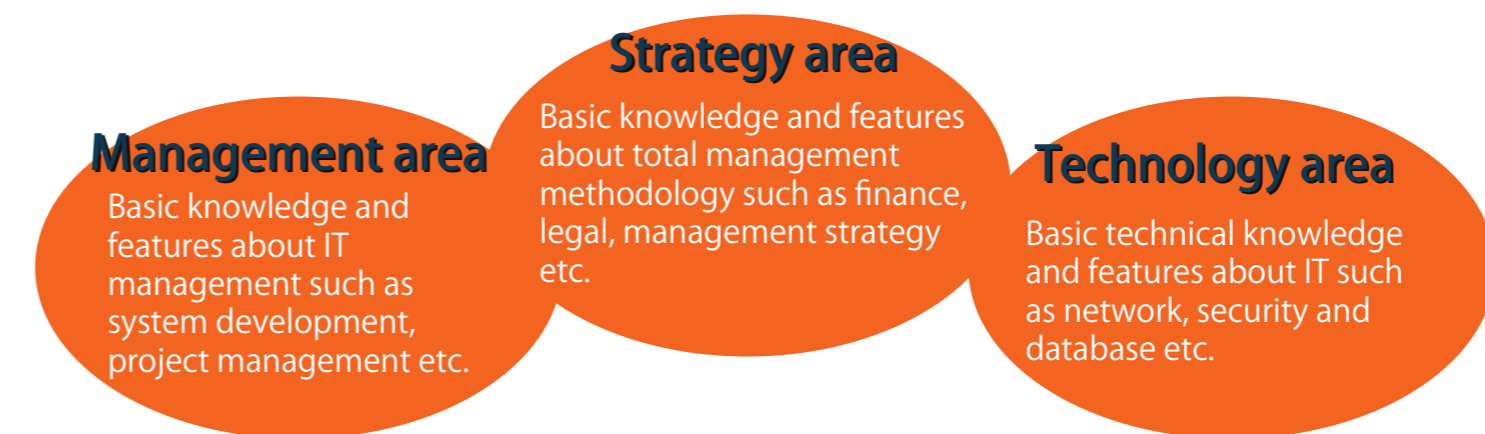 Management area
Basic knowledge and
features about IT
management such as
system development,
project management etc.
Strategy area
Basic knowledge and features
about total management
methodology such as finance,
legal, management strategy
etc.
Technology area
Basic technical knowledge
and features about IT such
as network, security and
database etc.